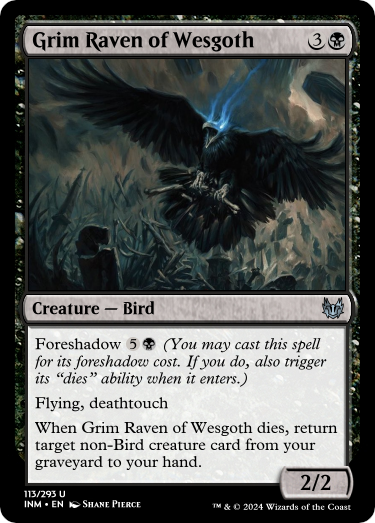 Grim Raven of Wesgoth 3
Creature — Bird
Foreshadow 5 (You may cast this spell
for its foreshadow cost. If you do, also trigger
its “dies” ability when it enters.)
Flying, deathtouch
When Grim Raven of Wesgoth dies, return
target non-Bird creature card from your
graveyard to your hand.
2/2
113/293 U
INM • EN Shane Pierce
™ & © 2024 Wizards of the Coast